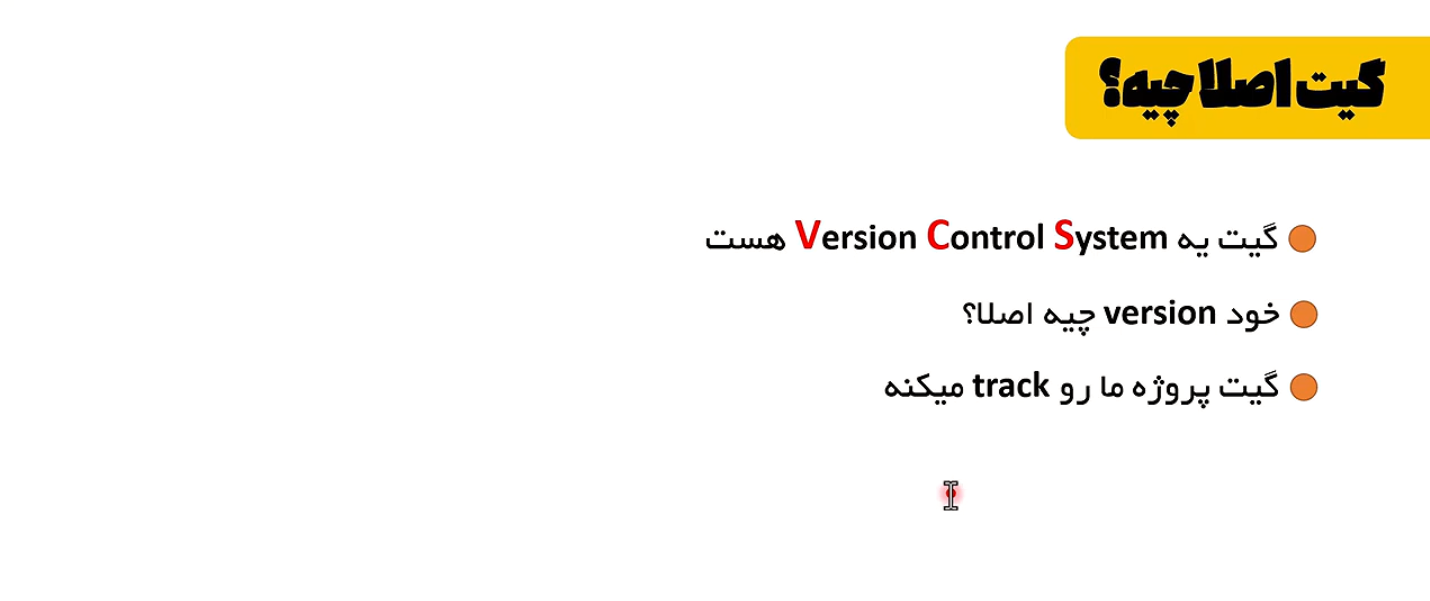 گیت اصلا چیه؟
گیت یه Version Control System هست
خود version چیه اصلا؟
گیت پروژه ما رو track میکنه